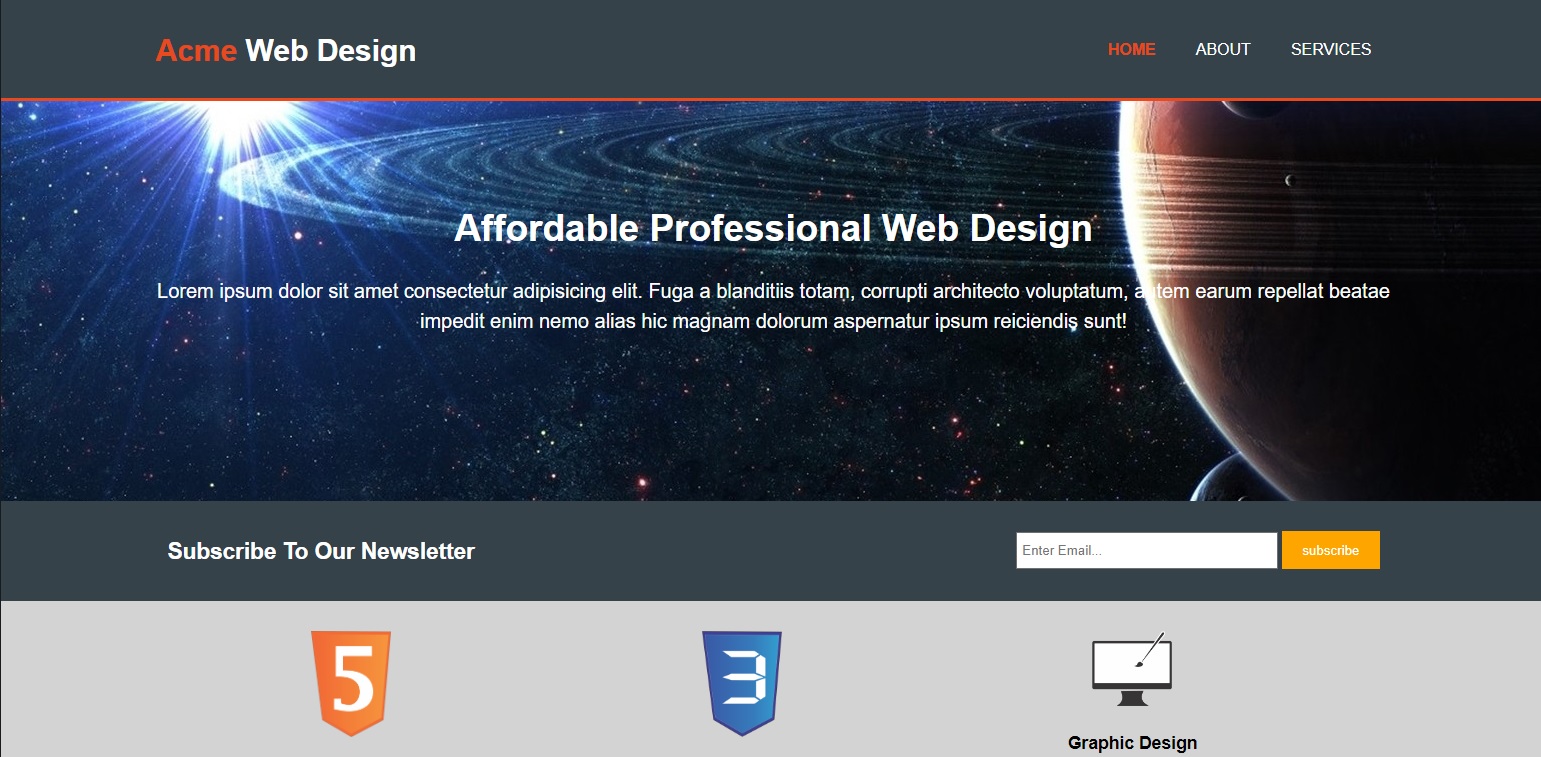 Acme Web Design
HOME ABOUT SERVICES
Affordable Professional Web Design
Lorem ipsum dolor sit amet consectetur adipisicing elit. Fuga a blanditiis totam, corrupti architecto voluptatum, autem earum repellat beatae
impedit enim nemo alias hic magnam dolorum aspernatur ipsum reiciendis sunt!
Subscribe To Our Newsletter
Enter Email...
subscribe
5
3
Graphic Design